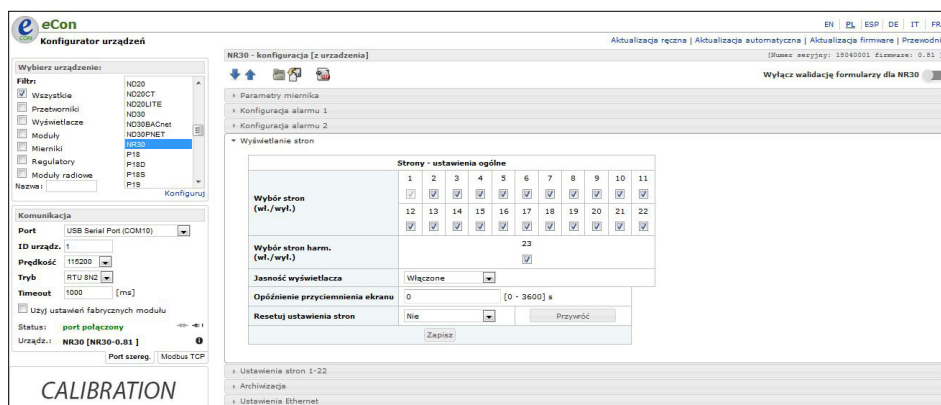 eCon
Konfigurator urządzeń
EN | PL | ESP | DE | IT | FR
Aktualizacja ręczna | Aktualizacja automatyczna | Aktualizacja firmware | Przewodni
NR30 - konfiguracja [z urzadzenia]
[Numer seryjny: 18040001 firmware: 0.81 ]
Wyłącz walidację formularzy dla NR30
Wybierz urządzenie:
Filtr:
Wszystkie
Przetworniki
Wyświetlacze
Moduły
Mierniki
Regulatory
Moduły radiowe
Nazwa:
ND20
ND20CT
ND20LITE
ND30
ND30BACnet
ND30PNET
NR30
P18
P18D
P18S
P19
Konfiguruj
Komunikacja
Port USB Serial Port (COM10)
ID urządz. 1
Prędkość 115200
Tryb RTU 8N2
Timeout 1000 [ms]
Użyj ustawień fabrycznych modułu
Status: port połączony
Urządz.: NR30 [NR30-0.81 ]
Port szereg. Modbus TCP
CALIBRATION
Parametry miernika
Konfiguracja alarmu 1
Konfiguracja alarmu 2
Wyświetlanie stron
Strony - ustawienia ogólne
Wybór stron
(wł./wył.)
1 2 3 4 5 6 7 8 9 10 11
12 13 14 15 16 17 18 19 20 21 22
Wybór stron harm.
(wł./wył.)
23
Jasność wyświetlacza Włączone
Opóźnienie przyciemnienia ekranu 0 [0 - 3600] s
Resetuj ustawienia stron Nie Przywróć
Zapisz
Ustawienia stron 1-22
Archiwizacja
Ustawienia Ethernet